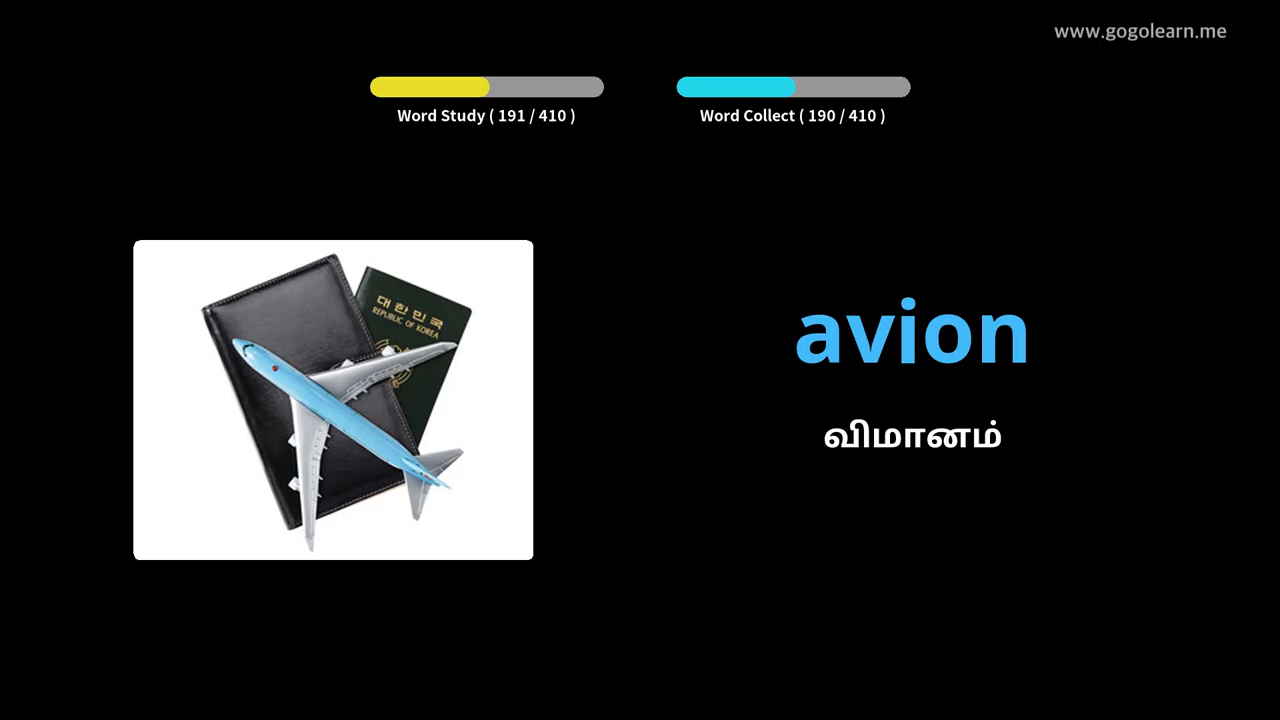 www.gogolearn.me
Word Study ( 191 / 410 )
Word Collect ( 190 / 410 )
대한민국
REPUBLIC OF KOREA
avion
விமானம்